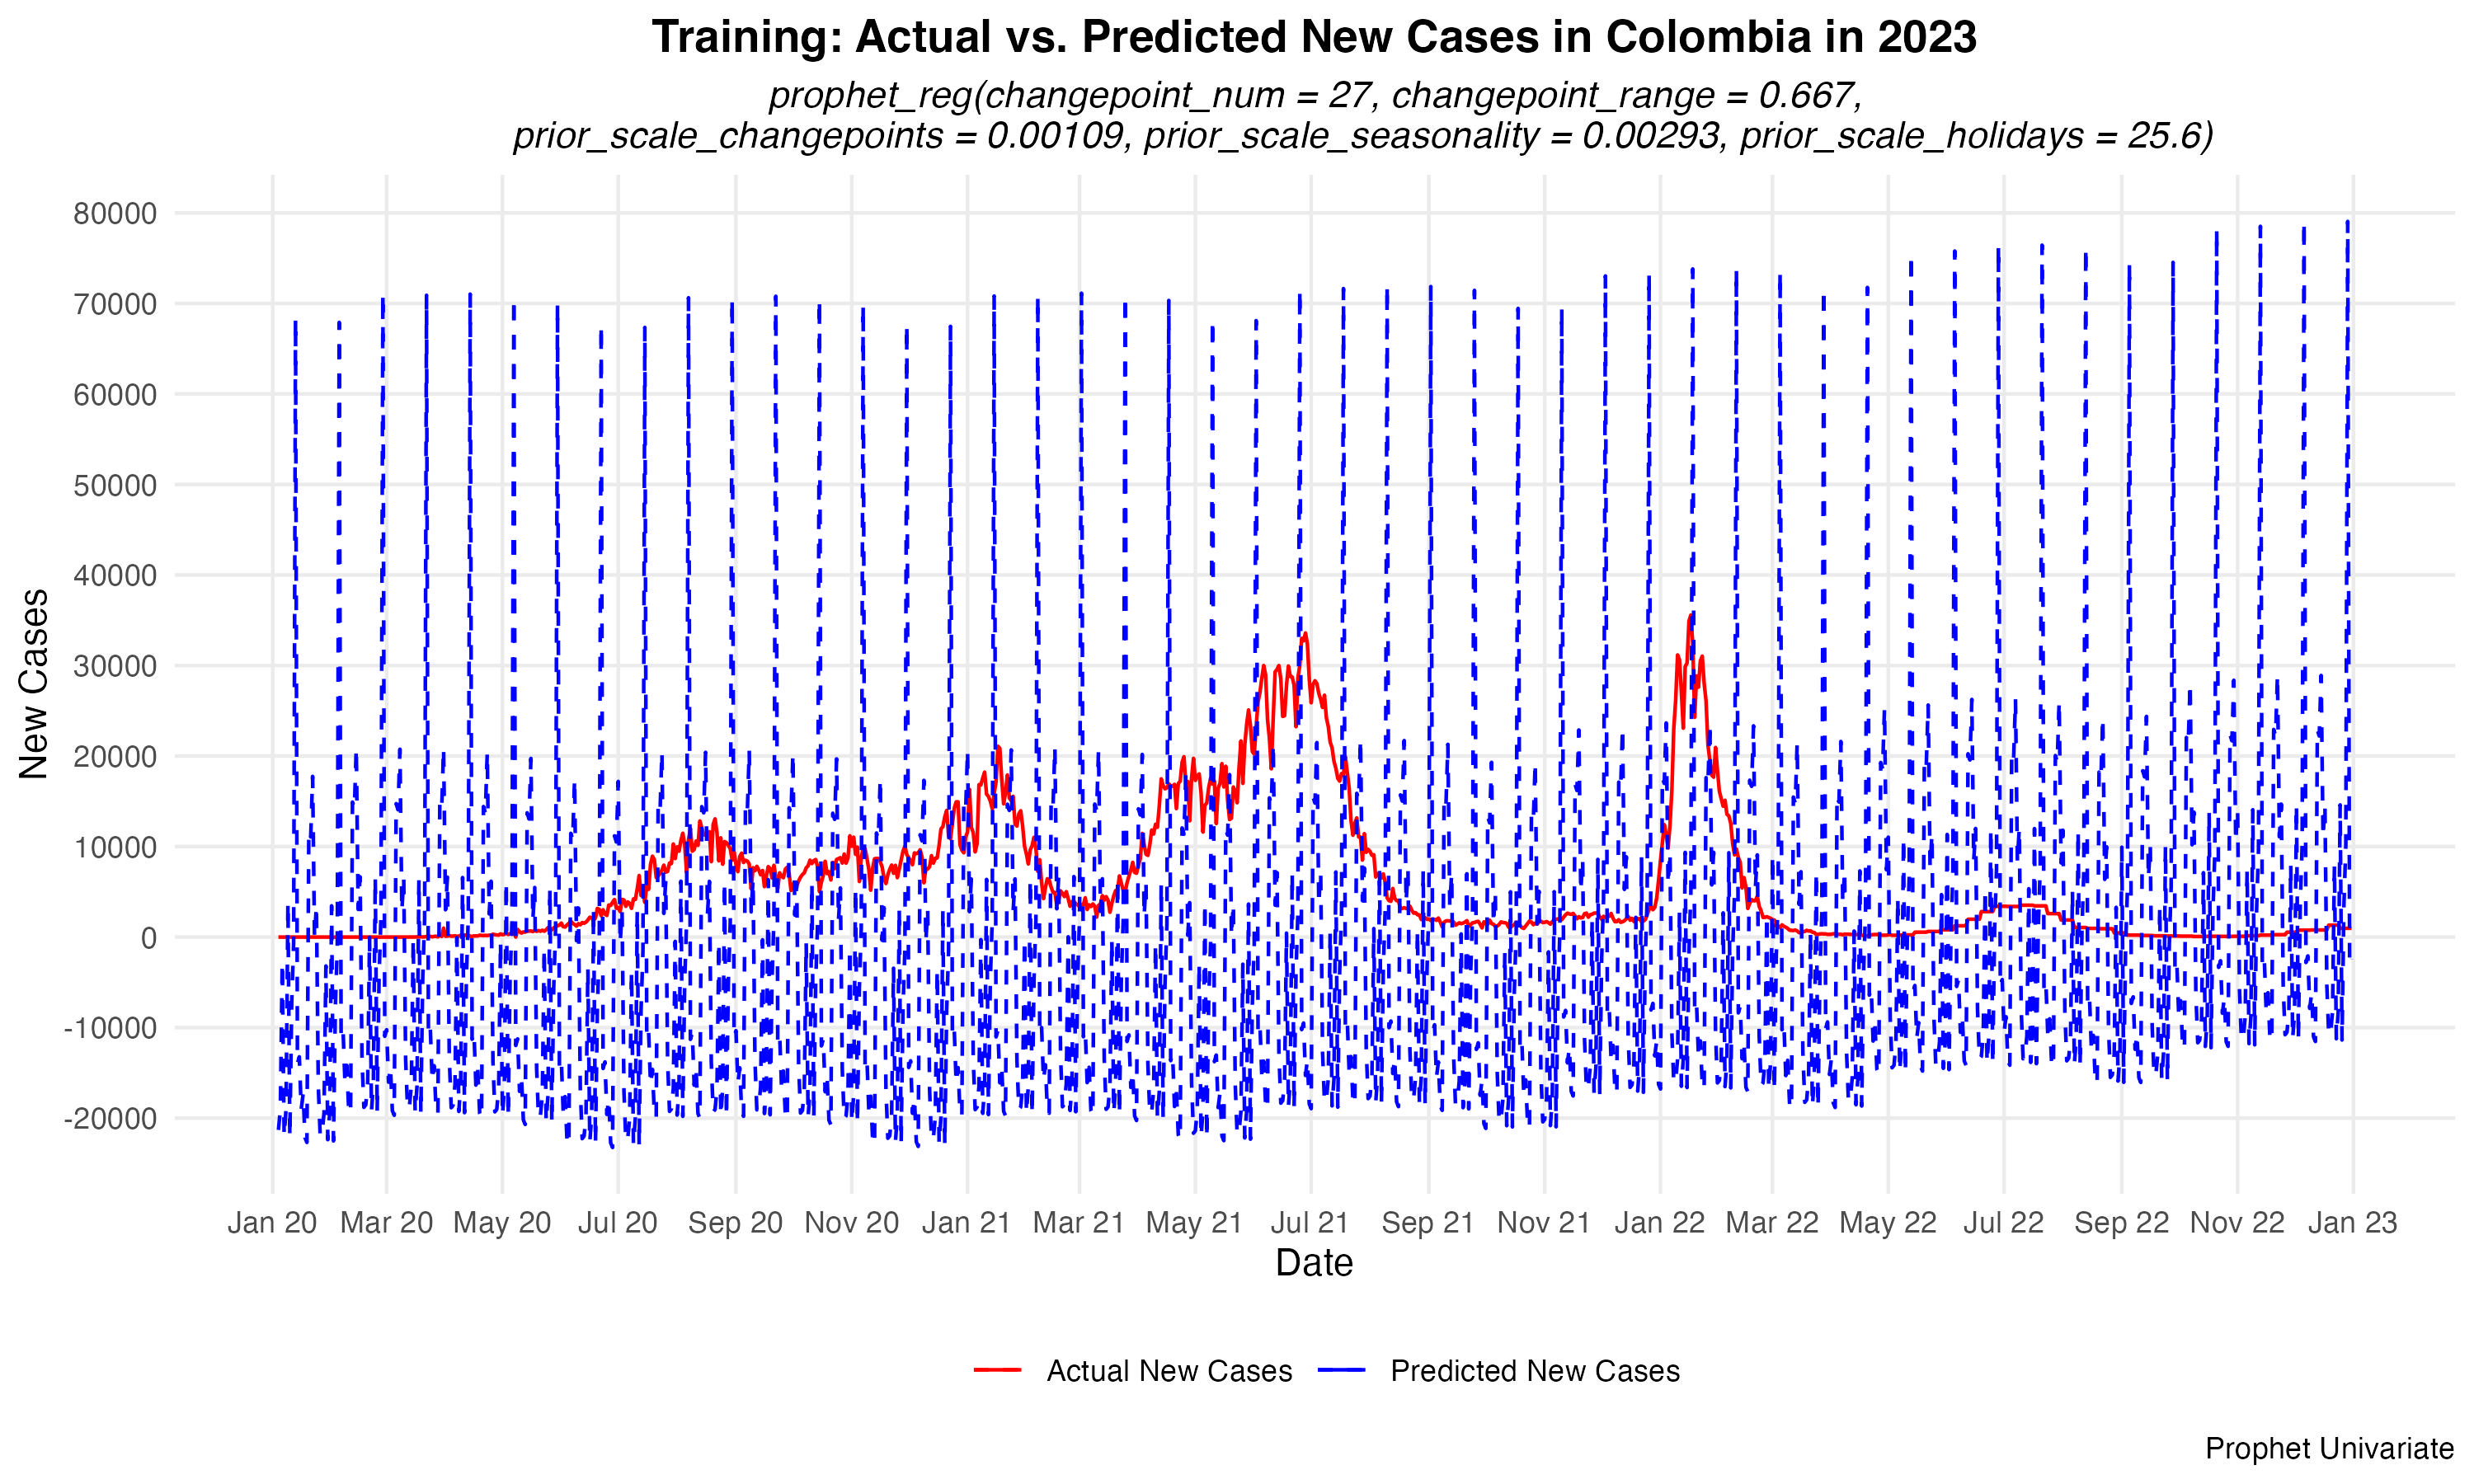 Training: Actual vs. Predicted New Cases in Colombia in 2023
prophet_reg(changepoint_num = 27, changepoint_range = 0.667,
prior_scale_changepoints = 0.00109, prior_scale_seasonality = 0.00293, prior_scale_holidays = 25.6)
80000
70000
60000
50000
40000
30000
20000
10000
0
-10000
-20000
New Cases
Jan 20 Mar 20 May 20 Jul 20 Sep 20 Nov 20 Jan 21 Mar 21 May 21 Jul 21 Sep 21 Nov 21 Jan 22 Mar 22 May 22 Jul 22 Sep 22 Nov 22 Jan 23
Date
Actual New Cases Predicted New Cases
Prophet Univariate